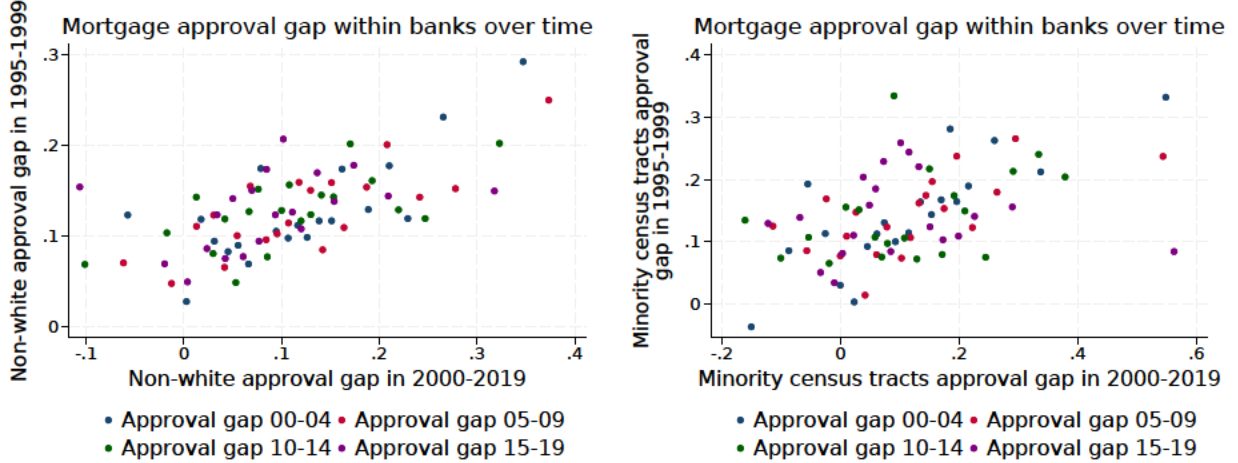 Mortgage approval gap within banks over time
Non-white approval gap in 1995-1999
.3
.2
.1
0
-.1
0
.1
.2
.3
.4
Non-white approval gap in 2000-2019
Approval gap 00-04
Approval gap 05-09
Approval gap 10-14
Approval gap 15-19
Mortgage approval gap within banks over time
Minority census tracts approval
gap in 1995-1999
.4
.3
.2
.1
0
-.2
0
.2
.4
.6
Minority census tracts approval gap in 2000-2019
Approval gap 00-04
Approval gap 05-09
Approval gap 10-14
Approval gap 15-19